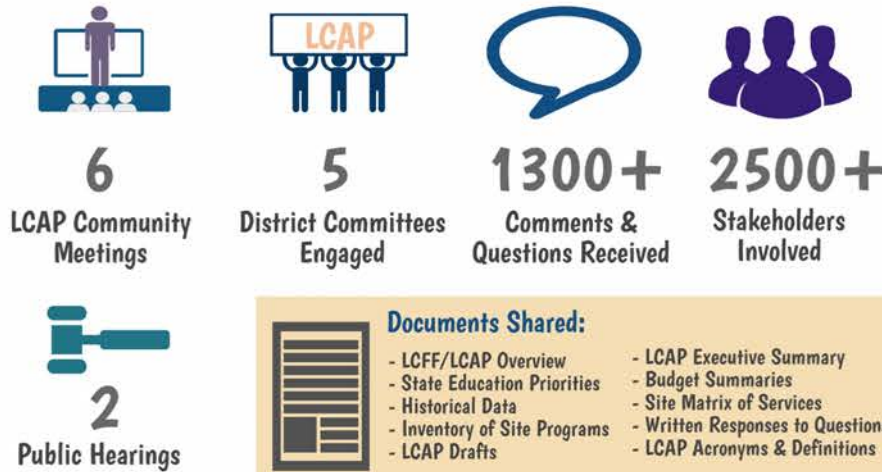 LCAP
6
LCAP Community
Meetings
5
District Committees
Engaged
1300+
Comments &
Questions Received
2500+
Stakeholders
Involved
2
Public Hearings
Documents Shared:
- LCFF/LCAP Overview
- State Education Priorities
- Historical Data
- Inventory of Site Programs
- LCAP Drafts
- LCAP Executive Summary
- Budget Summaries
- Site Matrix of Services
- Written Responses to Question
- LCAP Acronyms & Definitions